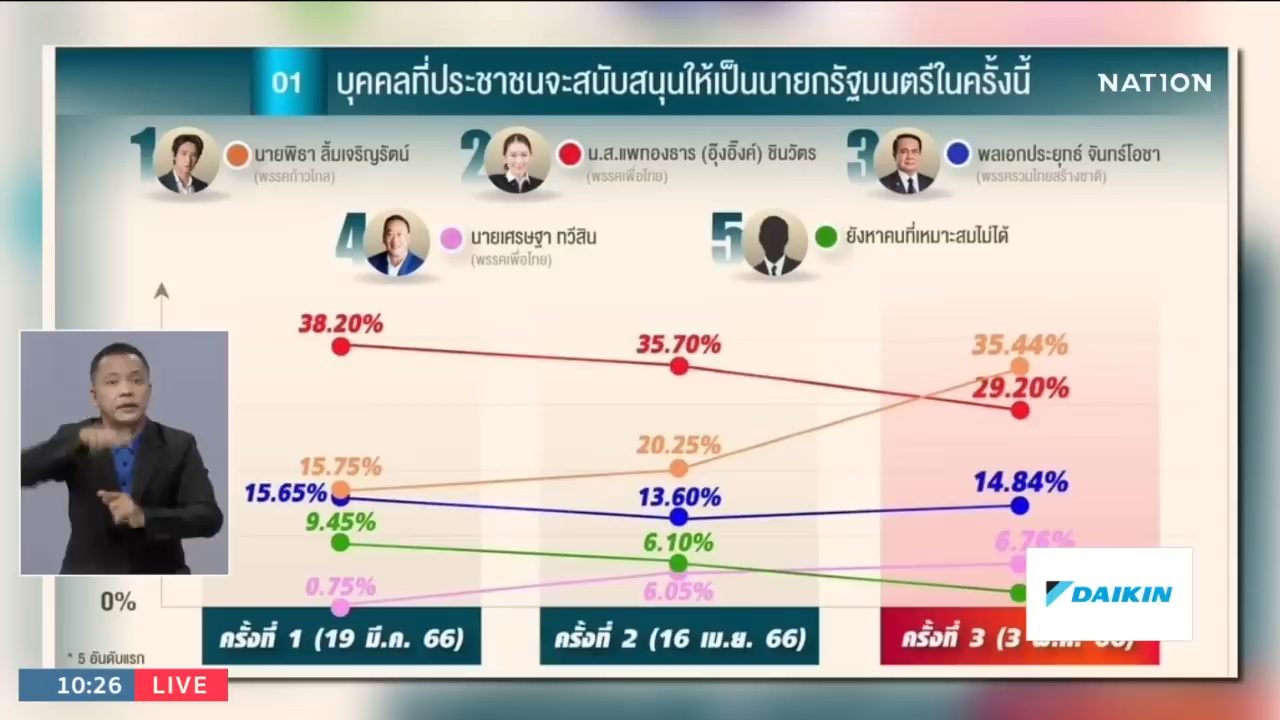 01 บุคคลที่ประชาชนจะสนับสนุนให้เป็นนายกรัฐมนตรีในครั้งนี้
NATION
1 นายพิธา ลิ้มเจริญรัตน์
(พรรคก้าวไกล)
2 น.ส.แพทองธาร (อุ๊งอิ๊งค์) ชินวัตร
(พรรคเพื่อไทย)
3 พลเอกประยุทธ์ จันทร์โอชา
(พรรครวมไทยสร้างชาติ)
4 นายเศรษฐา ทวีสิน
(พรรคเพื่อไทย)
5 ยังหาคนที่เหมาะสมไม่ได้
38.20%
35.70%
35.44%
29.20%
15.75%
20.25%
15.65%
13.60%
14.84%
9.45%
6.10%
6.76%
0.75%
6.05%
0%
DAIKIN
ครั้งที่ 1 (19 มี.ค. 66)
ครั้งที่ 2 (16 เม.ย. 66)
ครั้งที่ 3 (3
* 5 อันดับแรก
10:26 LIVE